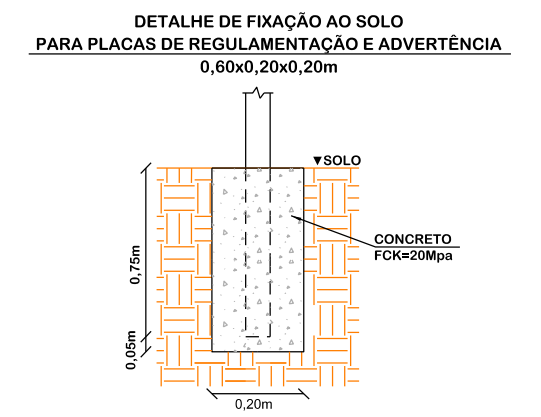 DETALHE DE FIXAÇÃO AO SOLO
PARA PLACAS DE REGULAMENTAÇÃO E ADVERTÊNCIA
0,60x0,20x0,20m
▼SOLO
CONCRETO
FCK=20Mpa
0,75m
0,05m
0,20m